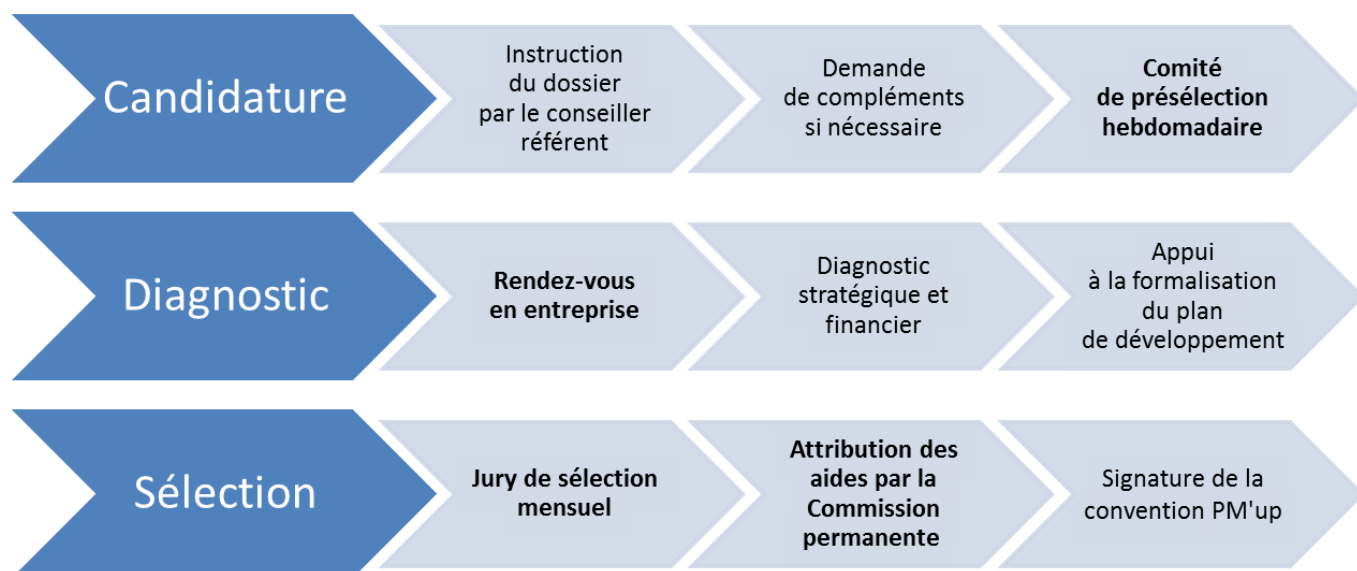 Candidature
Instruction
du dossier
par le conseiller
référent
Demande
de compléments
si nécessaire
Comité
de présélection
hebdomadaire
Diagnostic
Rendez-vous
en entreprise
Diagnostic
stratégique et
financier
Appui
à la formalisation
du plan
de développement
Sélection
Jury de sélection
mensuel
Attribution des
aides par la
Commission
permanente
Signature de la
convention PM'up